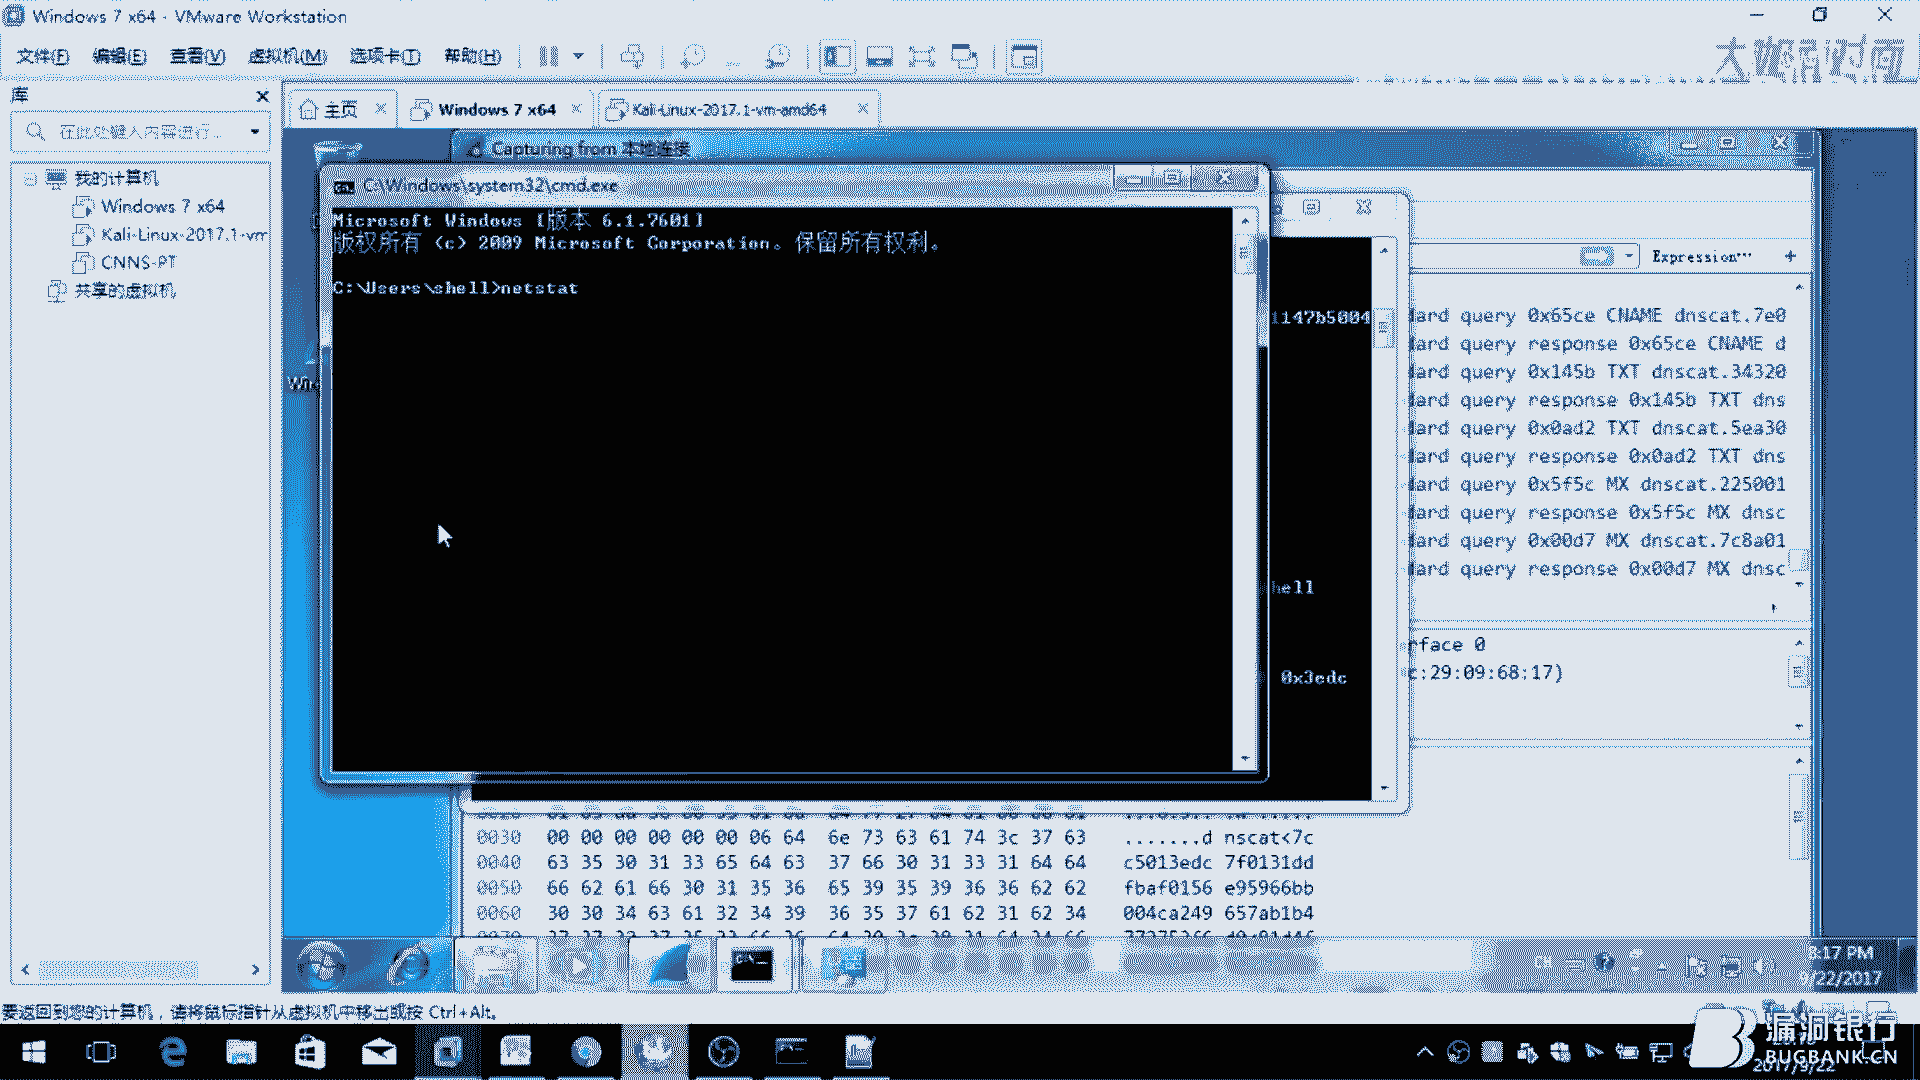 Windows 7 x64 - VMware Workstation
文件(F) 编辑(E) 查看(V) 虚拟机(M) 选项卡(T) 帮助(H)
库
在此处键入内容进行...
我的计算机
Windows 7 x64
Kali-Linux-2017.1-vm
CNNS-PT
共享的虚拟机
主页
Windows 7 x64
Kali-Linux-2017.1-vm-amd64
Capturing from 本地连接
C:\Windows\system32\cmd.exe
Microsoft Windows [版本 6.1.7601]
版权所有 (c) 2009 Microsoft Corporation。保留所有权利。
C:\Users\shell>netstat
1147b5004
hell
0x3edc
Expression…
dard query 0x65ce CNAME dnscat.7e0
dard query response 0x65ce CNAME d
dard query 0x145b TXT dnscat.34320
dard query response 0x145b TXT dns
dard query 0x0ad2 TXT dnscat.5ea30
dard query response 0x0ad2 TXT dns
dard query 0x5f5c MX dnscat.225001
dard query response 0x5f5c MX dnsc
dard query 0x00d7 MX dnscat.7c8a01
dard query response 0x00d7 MX dnsc
rface 0
c:29:09:68:17)
0030 00 00 00 00 00 00 06 64 6e 73 63 61 74 3c 37 63 .......d nscat<7c
0040 63 35 30 31 33 65 64 63 37 66 30 31 33 31 64 64 c5013edc 7f0131dd
0050 66 62 61 66 30 31 35 36 65 39 35 39 36 36 62 62 fbaf0156 e95966bb
0060 30 30 34 63 61 32 34 39 36 35 37 61 62 31 62 34 004ca249 657ab1b4
8:17 PM
9/22/2017
要返回到您的计算机，请将鼠标指针从虚拟机中移出或按 Ctrl+Alt。
漏洞银行
BUGBANK.CN
2017/9/22